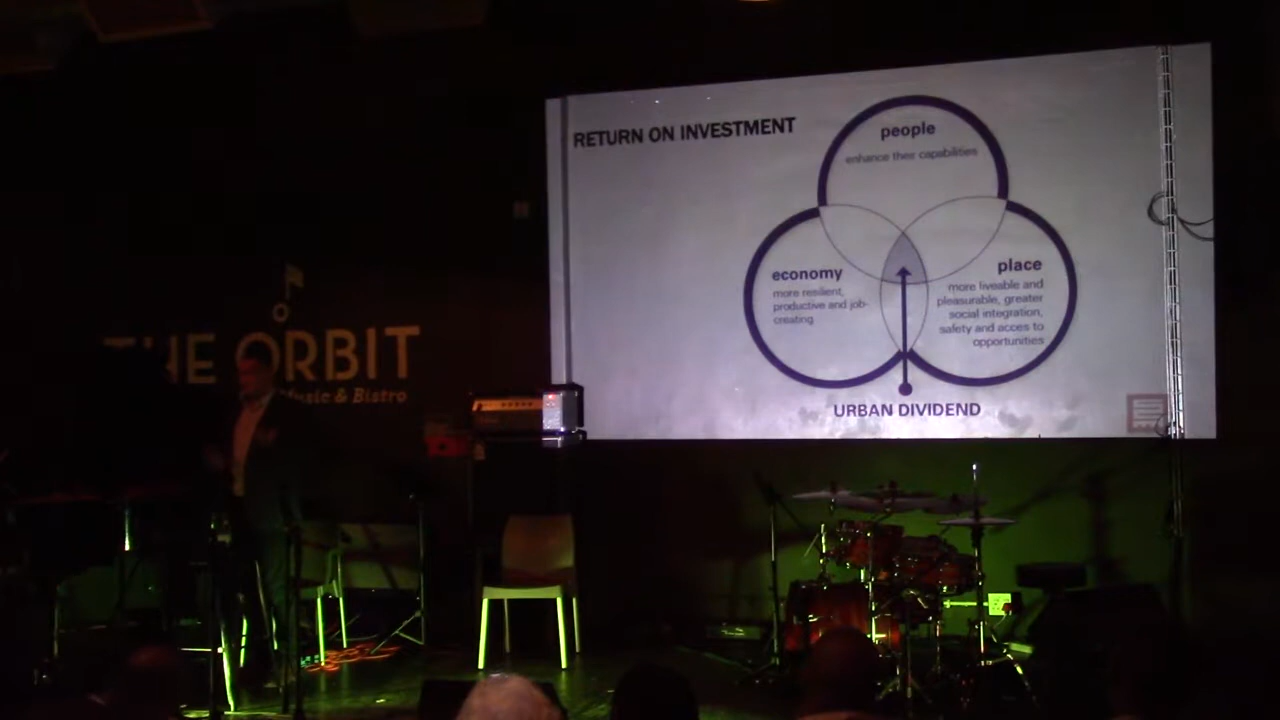 RETURN ON INVESTMENT
people
enhance their capabilities
economy
more resilient,
productive and job-
creating
place
more liveable and
pleasurable, greater
social integration,
safety and acces to
opportunities
URBAN DIVIDEND
THE ORBIT
Music & Bistro